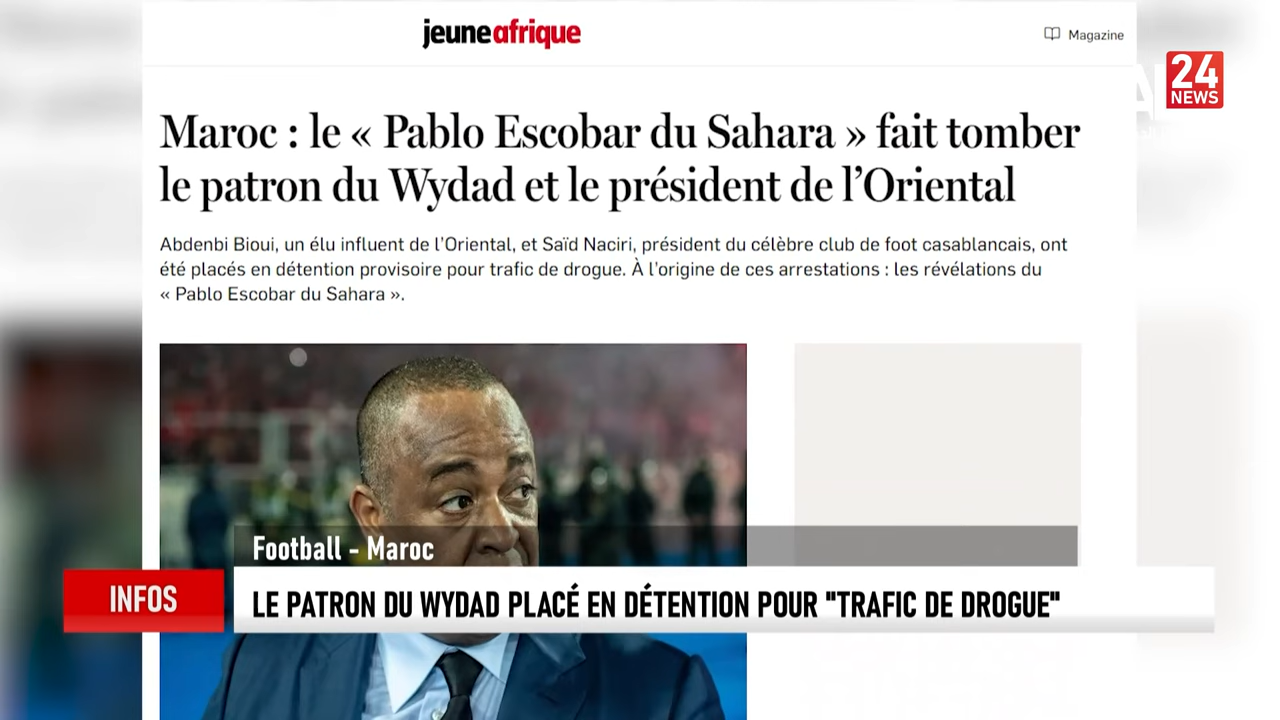 jeuneafrique
Magazine
24
NEWS
Maroc : le « Pablo Escobar du Sahara » fait tomber
le patron du Wydad et le président de l’Oriental
Abdenbi Bioui, un élu influent de l’Oriental, et Saïd Naciri, président du célèbre club de foot casablancais, ont
été placés en détention provisoire pour trafic de drogue. À l’origine de ces arrestations : les révélations du
« Pablo Escobar du Sahara ».
Football - Maroc
INFOS
LE PATRON DU WYDAD PLACÉ EN DÉTENTION POUR "TRAFIC DE DROGUE"